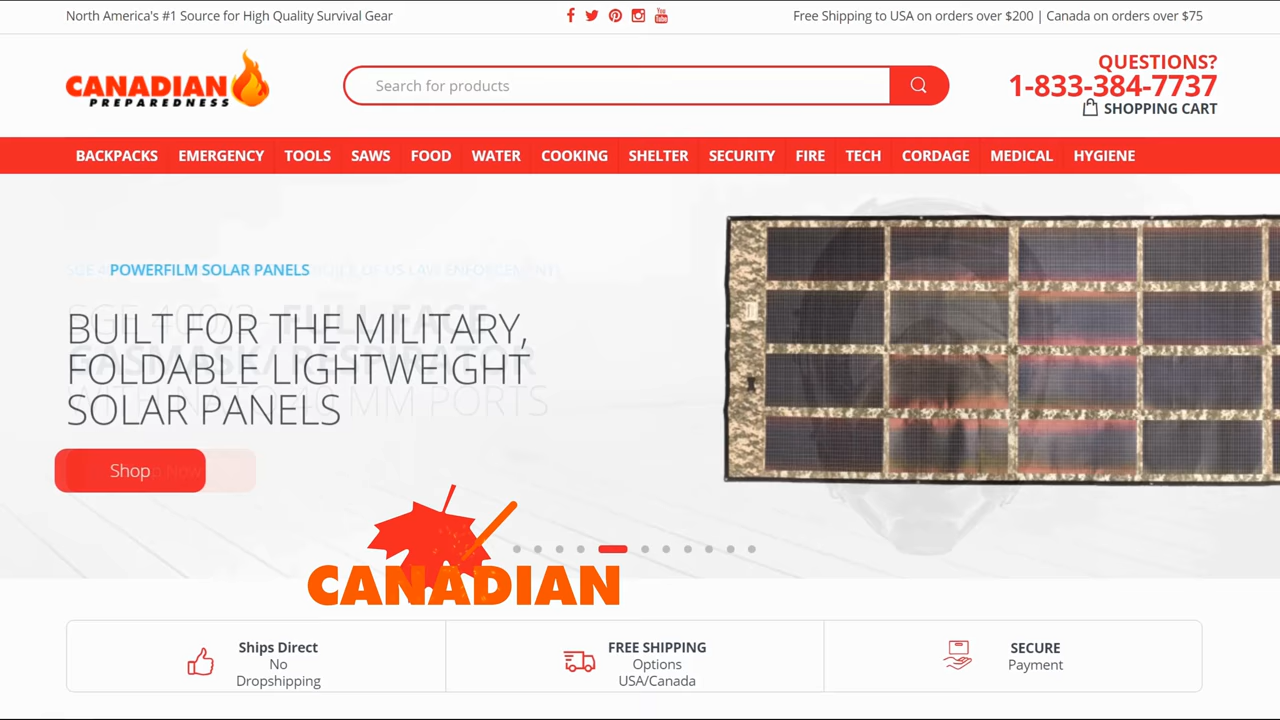 North America's #1 Source for High Quality Survival Gear
Free Shipping to USA on orders over $200 | Canada on orders over $75
CANADIAN
PREPAREDNESS
Search for products
QUESTIONS?
1-833-384-7737
SHOPPING CART
BACKPACKS EMERGENCY TOOLS SAWS FOOD WATER COOKING SHELTER SECURITY FIRE TECH CORDAGE MEDICAL HYGIENE
POWERFILM SOLAR PANELS
BUILT FOR THE MILITARY,
FOLDABLE LIGHTWEIGHT
SOLAR PANELS
Shop
CANADIAN
Ships Direct
No
Dropshipping
FREE SHIPPING
Options
USA/Canada
SECURE
Payment